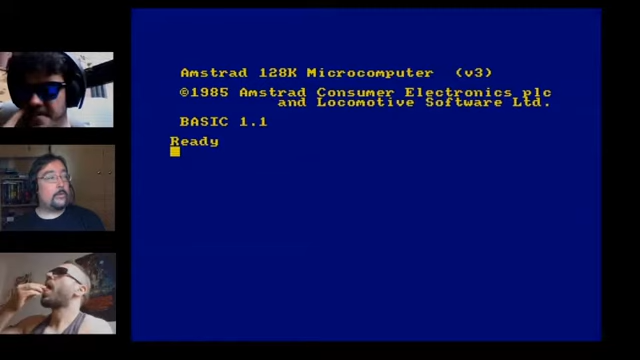 Amstrad 128K Microcomputer (v3)
©1985 Amstrad Consumer Electronics plc
and Locomotive Software Ltd.
BASIC 1.1
Ready